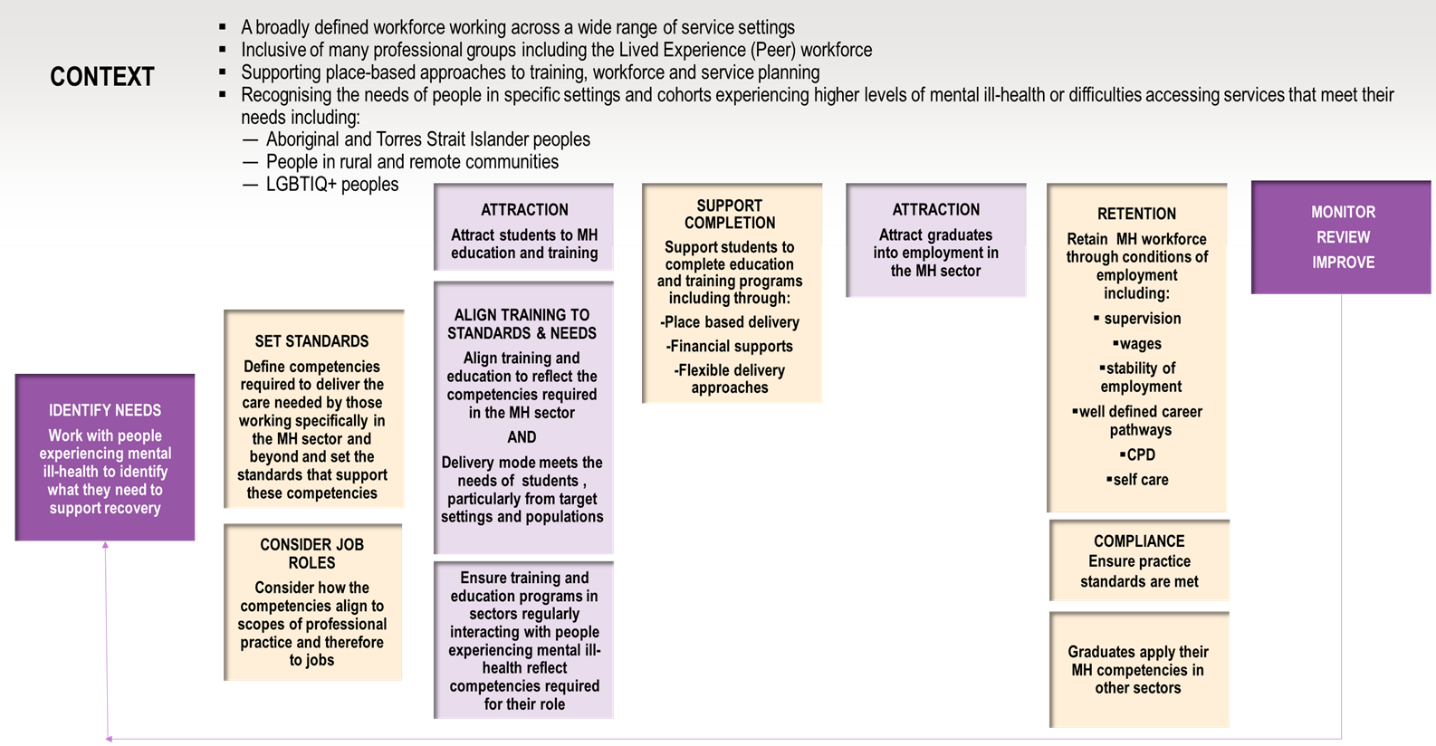 CONTEXT
▪ A broadly defined workforce working across a wide range of service settings
▪ Inclusive of many professional groups including the Lived Experience (Peer) workforce
▪ Supporting place-based approaches to training, workforce and service planning
▪ Recognising the needs of people in specific settings and cohorts experiencing higher levels of mental ill-health or difficulties accessing services that meet their
needs including:
— Aboriginal and Torres Strait Islander peoples
— People in rural and remote communities
— LGBTIQ+ peoples
IDENTIFY NEEDS
Work with people
experiencing mental
ill-health to identify
what they need to
support recovery
SET STANDARDS
Define competencies
required to deliver the
care needed by those
working specifically in
the MH sector and
beyond and set the
standards that support
these competencies
CONSIDER JOB
ROLES
Consider how the
competencies align to
scopes of professional
practice and therefore
to jobs
ATTRACTION
Attract students to MH
education and training
ALIGN TRAINING TO
STANDARDS & NEEDS
Align training and
education to reflect the
competencies required
in the MH sector
AND
Delivery mode meets the
needs of students ,
particularly from target
settings and populations
Ensure training and
education programs in
sectors regularly
interacting with people
experiencing mental ill-
health reflect
competencies required
for their role
SUPPORT
COMPLETION
Support students to
complete education
and training programs
including through:
-Place based delivery
-Financial supports
-Flexible delivery
approaches
ATTRACTION
Attract graduates
into employment in
the MH sector
RETENTION
Retain MH workforce
through conditions of
employment
including:
▪ supervision
▪wages
▪stability of
employment
▪well defined career
pathways
▪CPD
▪self care
COMPLIANCE
Ensure practice
standards are met
Graduates apply their
MH competencies in
other sectors
MONITOR
REVIEW
IMPROVE